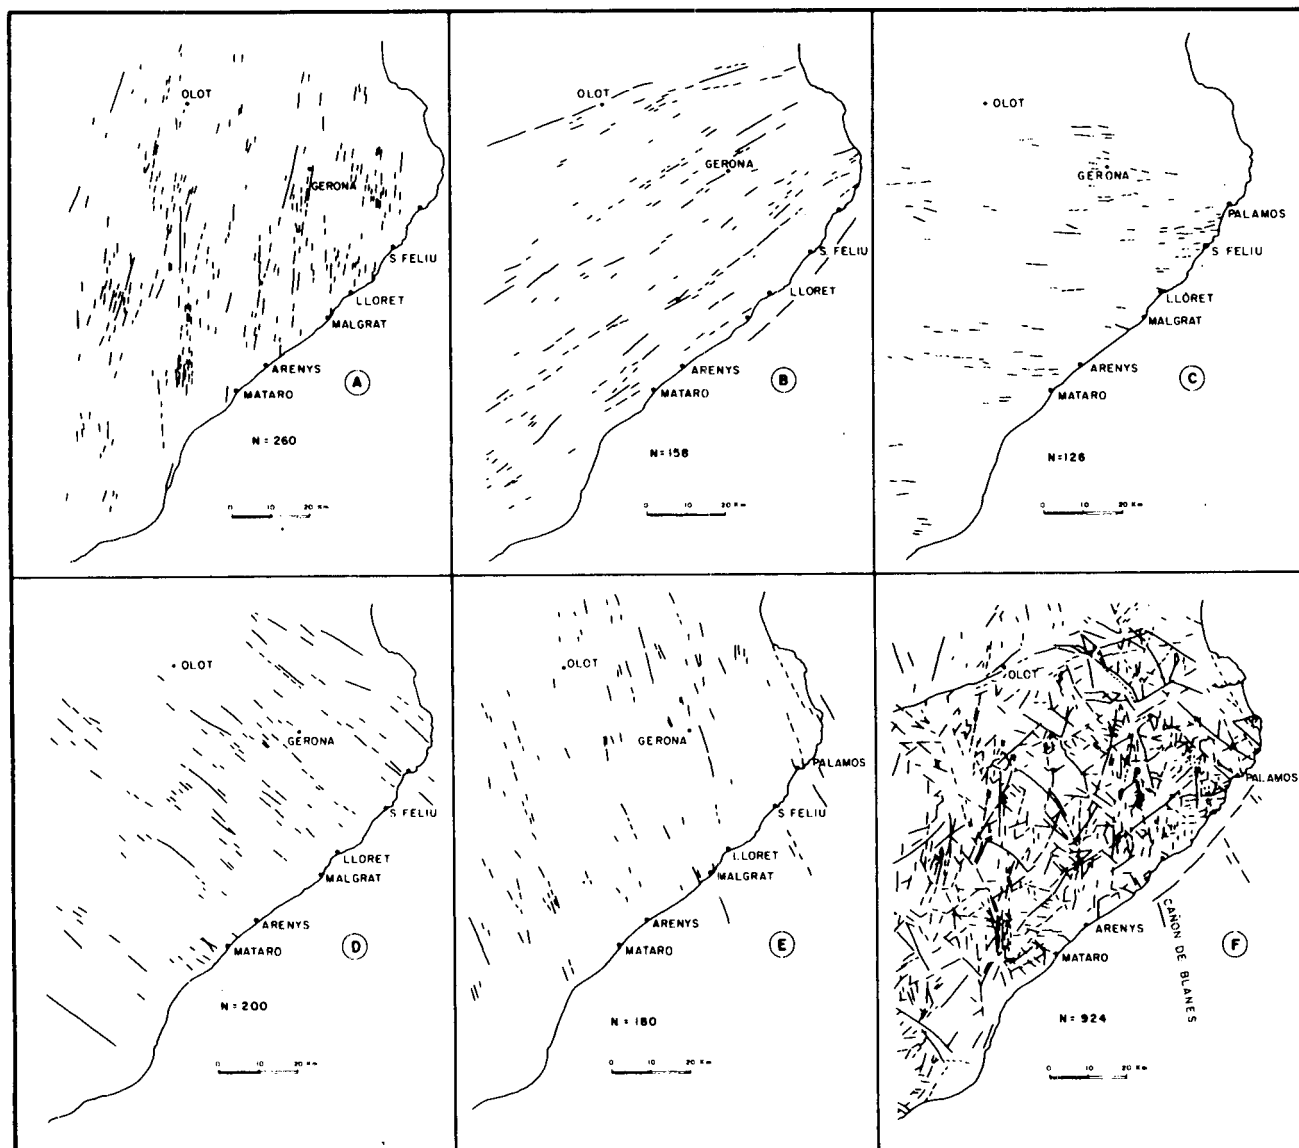 OLOT
GERONA
S FELIU
LLORET
MALGRAT
ARENYS
MATARO
A
N = 260
0 10 20 Km
OLOT
GERONA
S FELIU
LLORET
ARENYS
MATARO
B
N=158
0 10 20 Km
OLOT
GERONA
PALAMOS
S FELIU
LLORET
MALGRAT
ARENYS
MATARO
C
N=126
0 10 20 Km
OLOT
GERONA
S FELIU
LLORET
MALGRAT
ARENYS
MATARO
D
N=200
0 10 20 Km
OLOT
GERONA
PALAMOS
S FELIU
LLORET
MALGRAT
ARENYS
MATARO
E
N=180
0 10 20 Km
OLOT
PALAMOS
ARENYS
MATARO
CAÑON DE BLANES
F
N= 924
0 10 20 Km